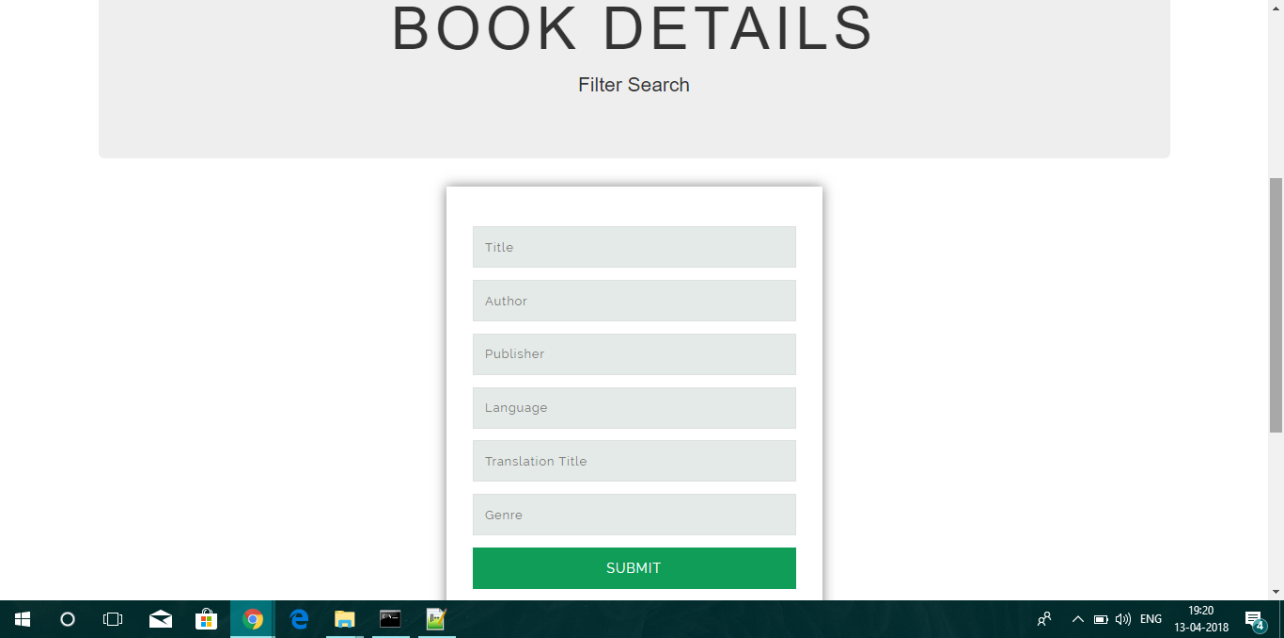 BOOK DETAILS
Filter Search
Title
Author
Publisher
Language
Translation Title
Genre
SUBMIT
ENG
19:20
13-04-2018
4